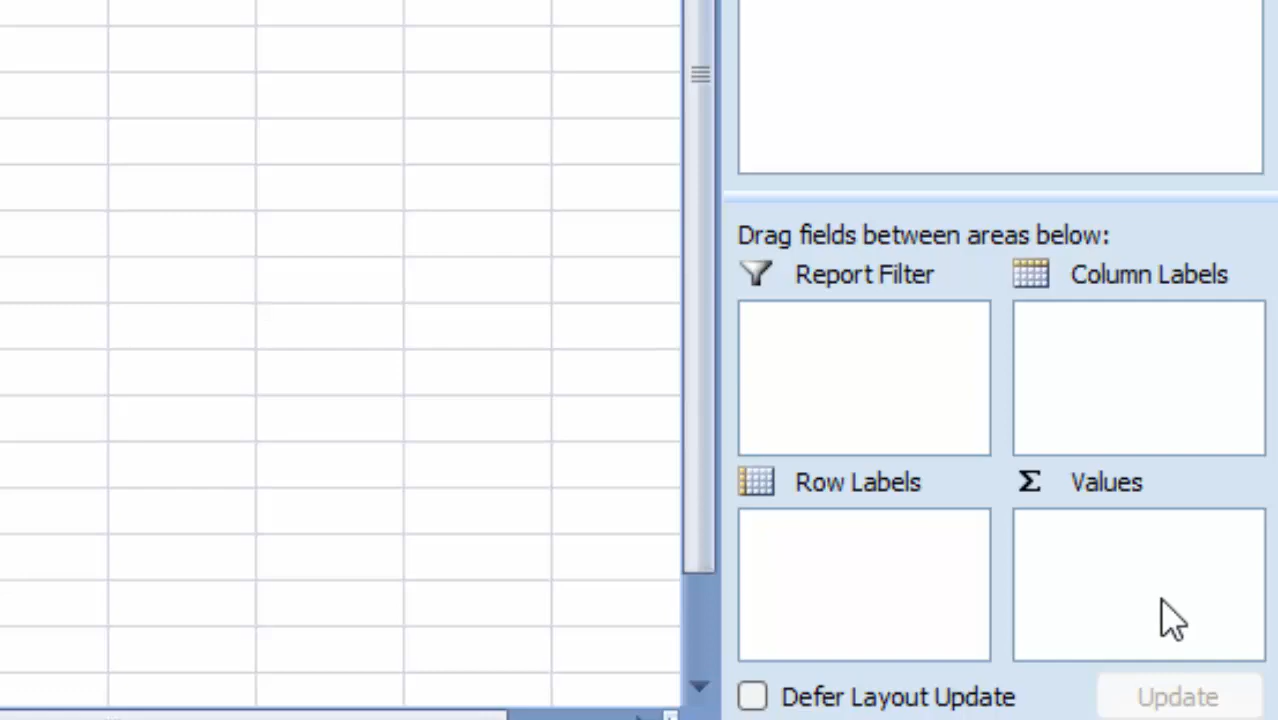 Drag fields between areas below:
Report Filter
Column Labels
Row Labels
Σ Values
Defer Layout Update
Update